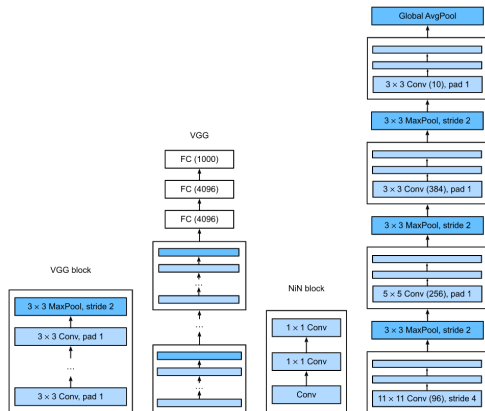 VGG block
3 × 3 MaxPool, stride 2
3 × 3 Conv, pad 1
...
3 × 3 Conv, pad 1
VGG
FC (1000)
FC (4096)
FC (4096)
...
...
...
NiN block
1 × 1 Conv
1 × 1 Conv
Conv
Global AvgPool
3 × 3 Conv (10), pad 1
3 × 3 MaxPool, stride 2
3 × 3 Conv (384), pad 1
3 × 3 MaxPool, stride 2
5 × 5 Conv (256), pad 1
3 × 3 MaxPool, stride 2
11 × 11 Conv (96), stride 4